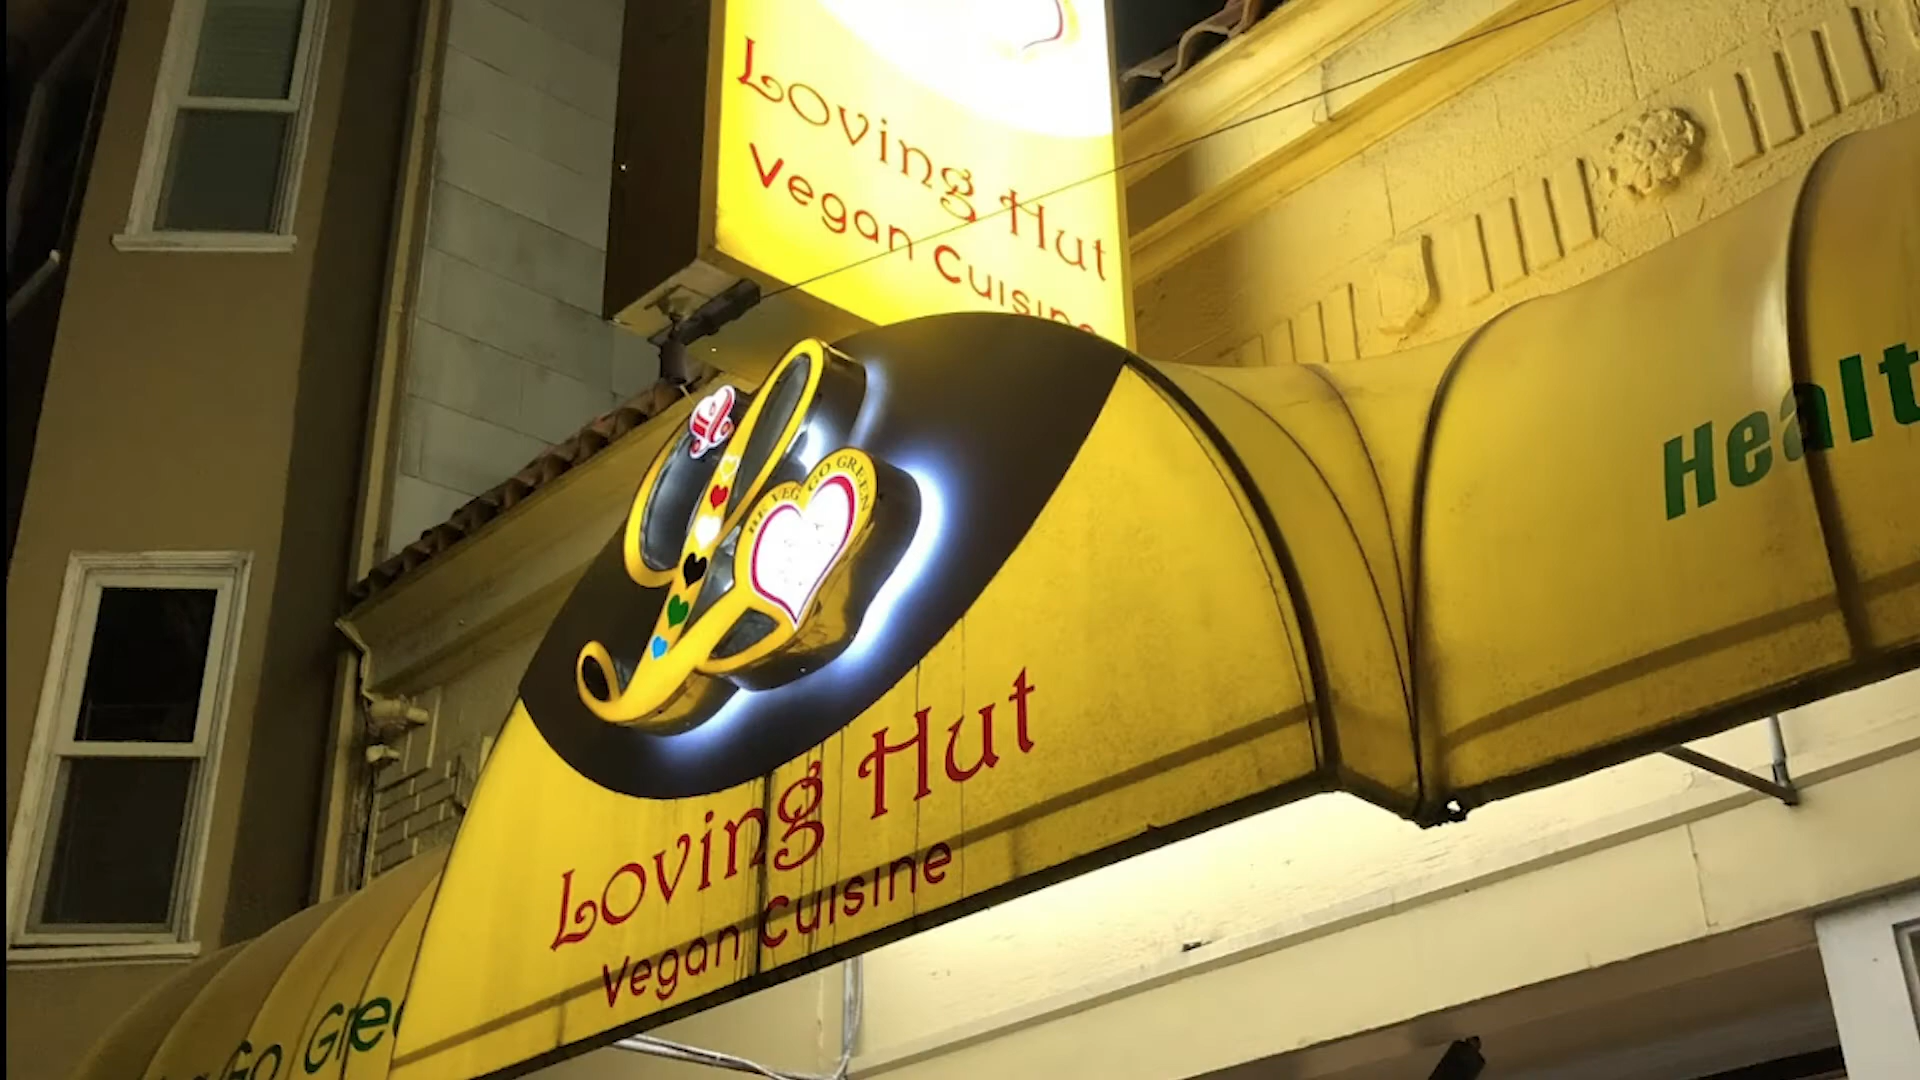 Loving Hut
Vegan Cuisine
BE VEG GO GREEN
Loving Hut
Vegan Cuisine
Healt
Go Gree